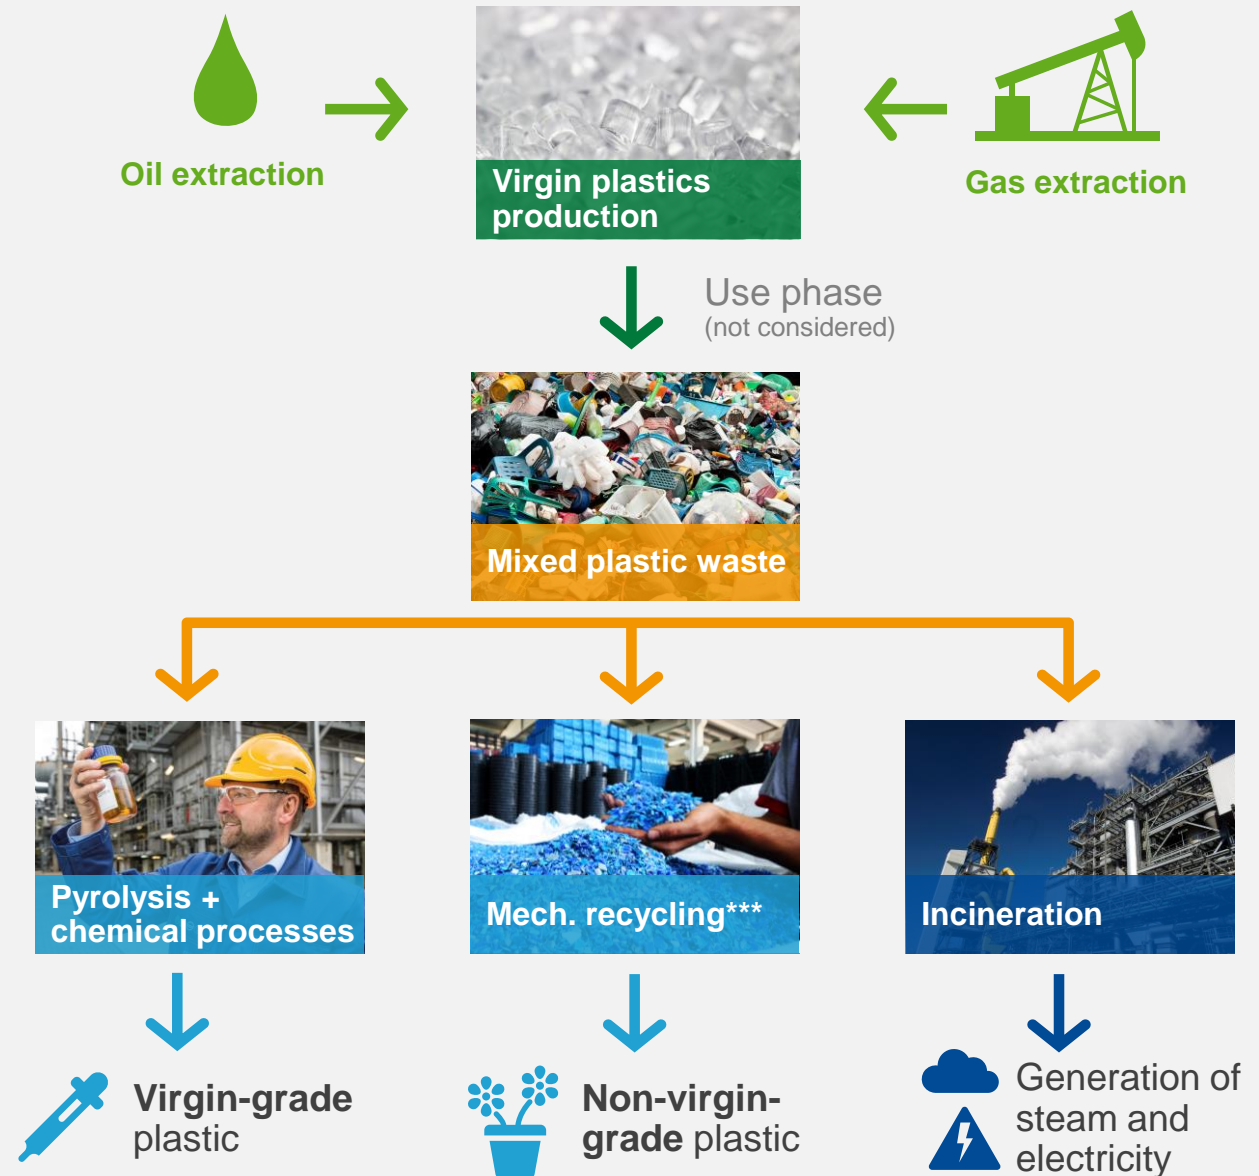 Oil extraction
Virgin plastics
production
Gas extraction
Use phase
(not considered)
Mixed plastic waste
Pyrolysis +
chemical processes
Mech. recycling***
Incineration
Virgin-grade
plastic
Non-virgin-
grade plastic
Generation of
steam and
electricity